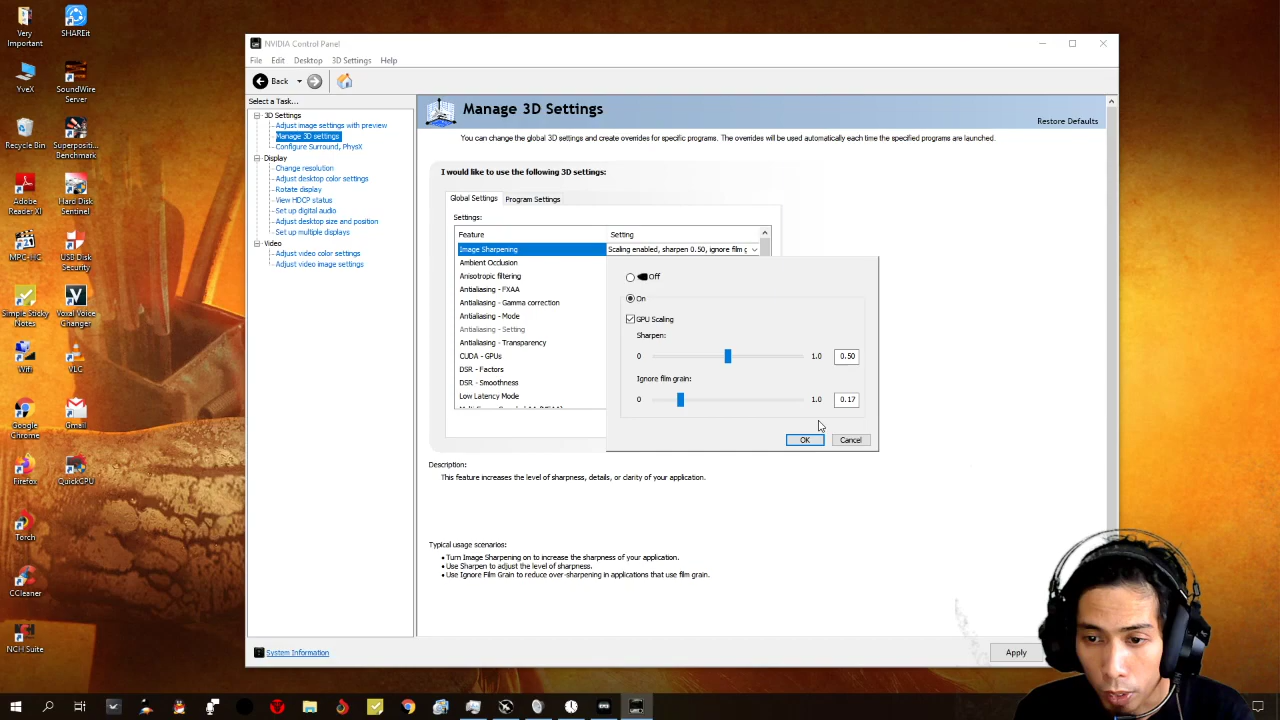 Very
Important
SHAREit
YveX
SoundWire
Server
Recycle Bin
Superpositi...
Benchmark
Adobe
Reader XI
Hard Disk
Sentinel
MPC-HC
USB Disk
Security
Simple Sticky
Notes
Voxal Voice
Changer
Wifi
VLC
Google
Chrome
Gmail
Firefox
QuickGPU
Torch
CCleaner
NCH Suite
NVIDIA Control Panel
File Edit Desktop 3D Settings Help
Back
Select a Task...
3D Settings
Adjust image settings with preview
Manage 3D settings
Configure Surround, PhysX
Display
Change resolution
Adjust desktop color settings
Rotate display
View HDCP status
Set up digital audio
Adjust desktop size and position
Set up multiple displays
Video
Adjust video color settings
Adjust video image settings
System Information
Manage 3D Settings
Restore Defaults
You can change the global 3D settings and create overrides for specific programs. The overrides will be used automatically each time the specified programs are launched.
I would like to use the following 3D settings:
Global Settings Program Settings
Settings:
Feature Setting
Image Sharpening Scaling enabled, sharpen 0.50, ignore film g
Ambient Occlusion
Anisotropic filtering
Antialiasing - FXAA
Antialiasing - Gamma correction
Antialiasing - Mode
Antialiasing - Setting
Antialiasing - Transparency
CUDA - GPUs
DSR - Factors
DSR - Smoothness
Low Latency Mode
Off
On
GPU Scaling
Sharpen:
0 1.0 0.50
Ignore film grain:
0 1.0 0.17
OK Cancel
Description:
This feature increases the level of sharpness, details, or clarity of your application.
Typical usage scenarios:
• Turn Image Sharpening on to increase the sharpness of your application.
• Use Sharpen to adjust the level of sharpness.
• Use Ignore Film Grain to reduce over-sharpening in applications that use film grain.
Apply